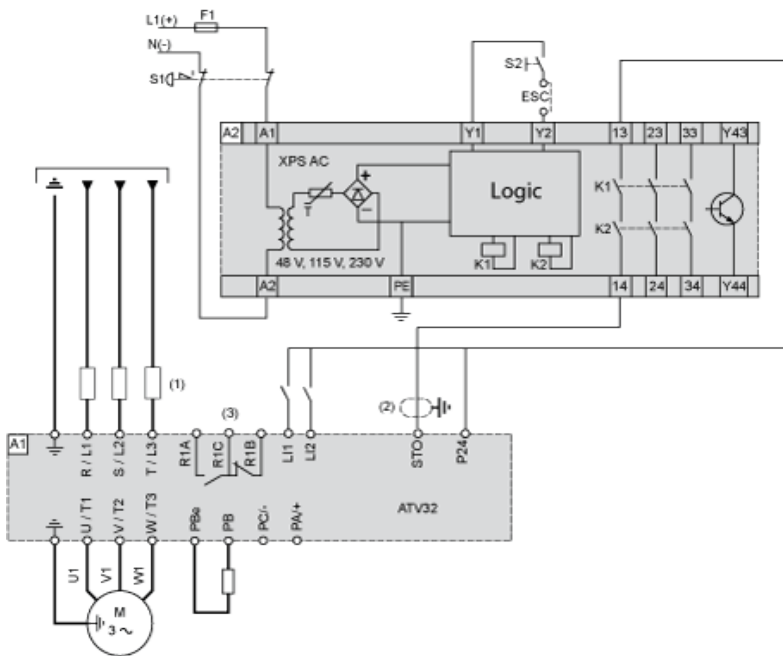 L1(+) F1
N(-)
S1
S2
ESC
A2 A1 Y1 Y2 13 23 33 Y43
XPS AC
+
Logic
T
−
K1
K2
48 V, 115 V, 230 V
K1 K2
A2 PE 14 24 34 Y44
(1)
(2)
(3)
A1
R / L1 S / L2 T / L3 R1A R1C R1B LI1 LI2 STO P24
ATV32
U / T1 V / T2 W / T3 PBe PB PC/- PA/+
U1 V1 W1
M
3 ~